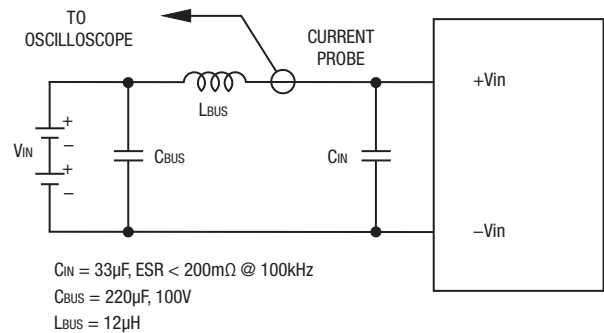 TO
OSCILLOSCOPE
CURRENT
PROBE
LBUS
+Vin
VIN
+
−
+
−
CBUS
CIN
−Vin
CIN = 33µF, ESR < 200mΩ @ 100kHz
CBUS = 220µF, 100V
LBUS = 12µH